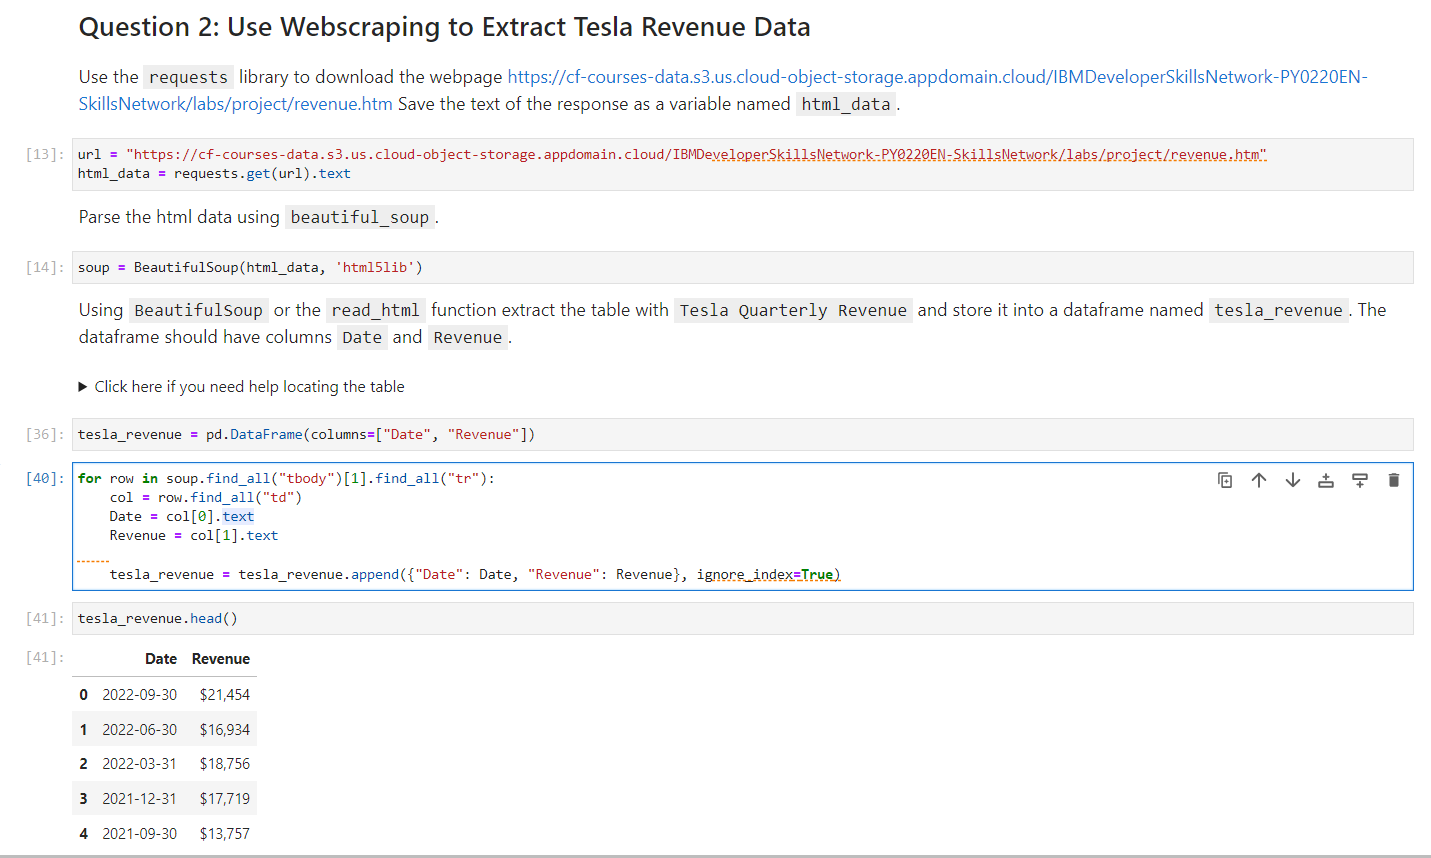 Question 2: Use Webscraping to Extract Tesla Revenue Data
Use the requests library to download the webpage https://cf-courses-data.s3.us.cloud-object-storage.appdomain.cloud/IBMDeveloperSkillsNetwork-PY0220EN-
SkillsNetwork/labs/project/revenue.htm Save the text of the response as a variable named html_data.
[13]: url = "https://cf-courses-data.s3.us.cloud-object-storage.appdomain.cloud/IBMDeveloperSkillsNetwork-PY0220EN-SkillsNetwork/labs/project/revenue.htm"
html_data = requests.get(url).text
Parse the html data using beautiful_soup.
[14]: soup = BeautifulSoup(html_data, 'html5lib')
Using BeautifulSoup or the read_html function extract the table with Tesla Quarterly Revenue and store it into a dataframe named tesla_revenue. The
dataframe should have columns Date and Revenue.
▶ Click here if you need help locating the table
[36]: tesla_revenue = pd.DataFrame(columns=["Date", "Revenue"])
[40]: for row in soup.find_all("tbody")[1].find_all("tr"):
col = row.find_all("td")
Date = col[0].text
Revenue = col[1].text
tesla_revenue = tesla_revenue.append({"Date": Date, "Revenue": Revenue}, ignore_index=True)
[41]: tesla_revenue.head()
[41]: Date Revenue
0 2022-09-30 $21,454
1 2022-06-30 $16,934
2 2022-03-31 $18,756
3 2021-12-31 $17,719
4 2021-09-30 $13,757